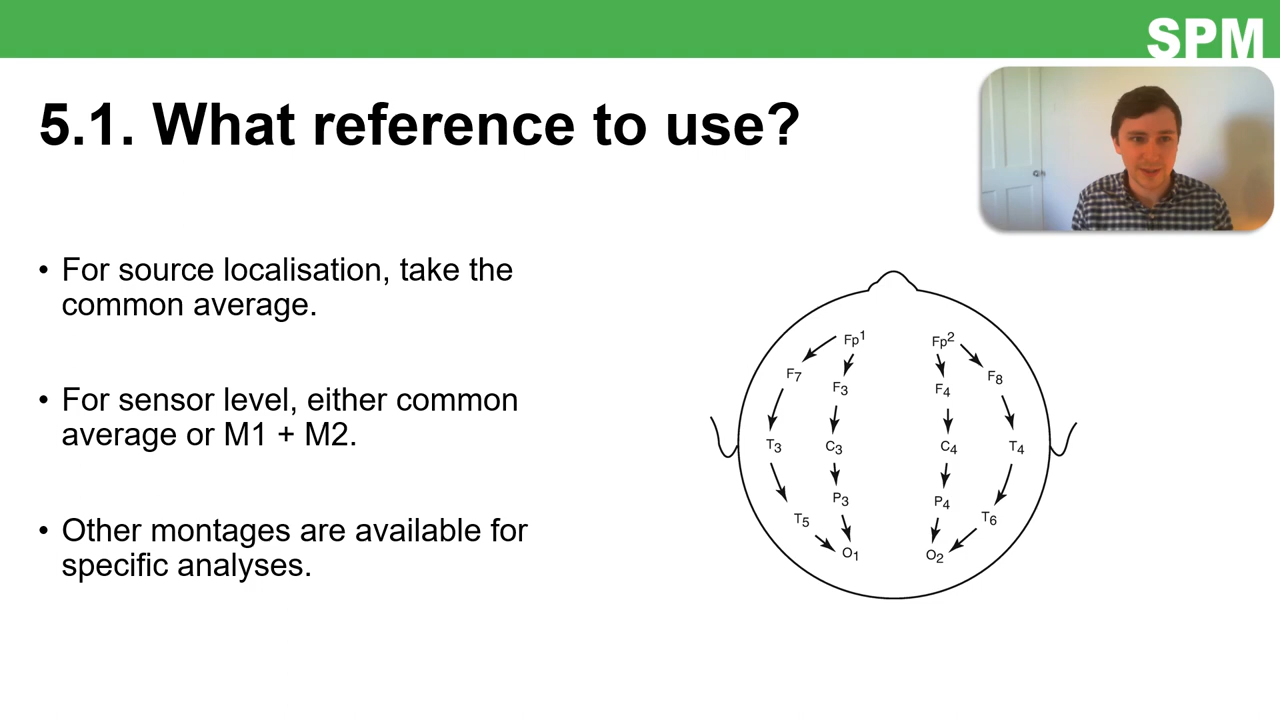 SPM
5.1. What reference to use?
• For source localisation, take the
common average.
• For sensor level, either common
average or M1 + M2.
• Other montages are available for
specific analyses.
Fp1 Fp2
F7 F3 F4 F8
T3 C3 C4 T4
P3 P4
T5 T6
O1 O2